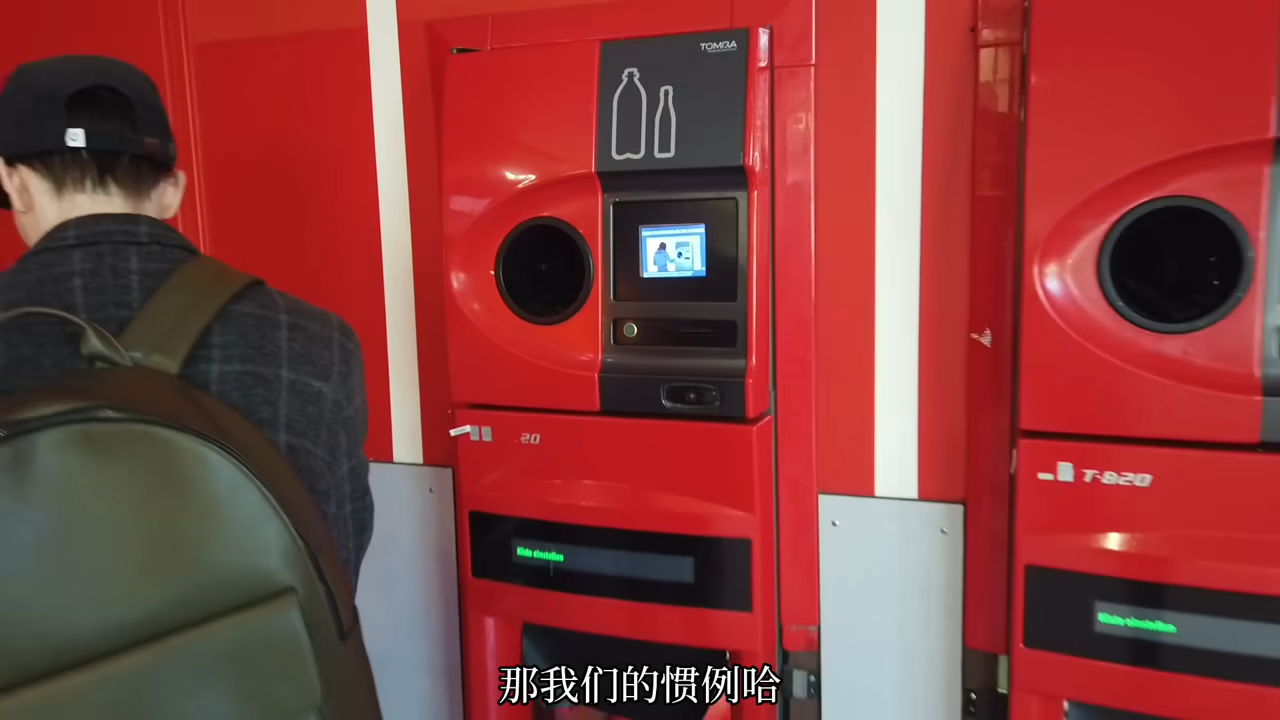 TOMRA
.20
T-820
Kiste einstellen
Kiste einstellen
那我们的惯例哈